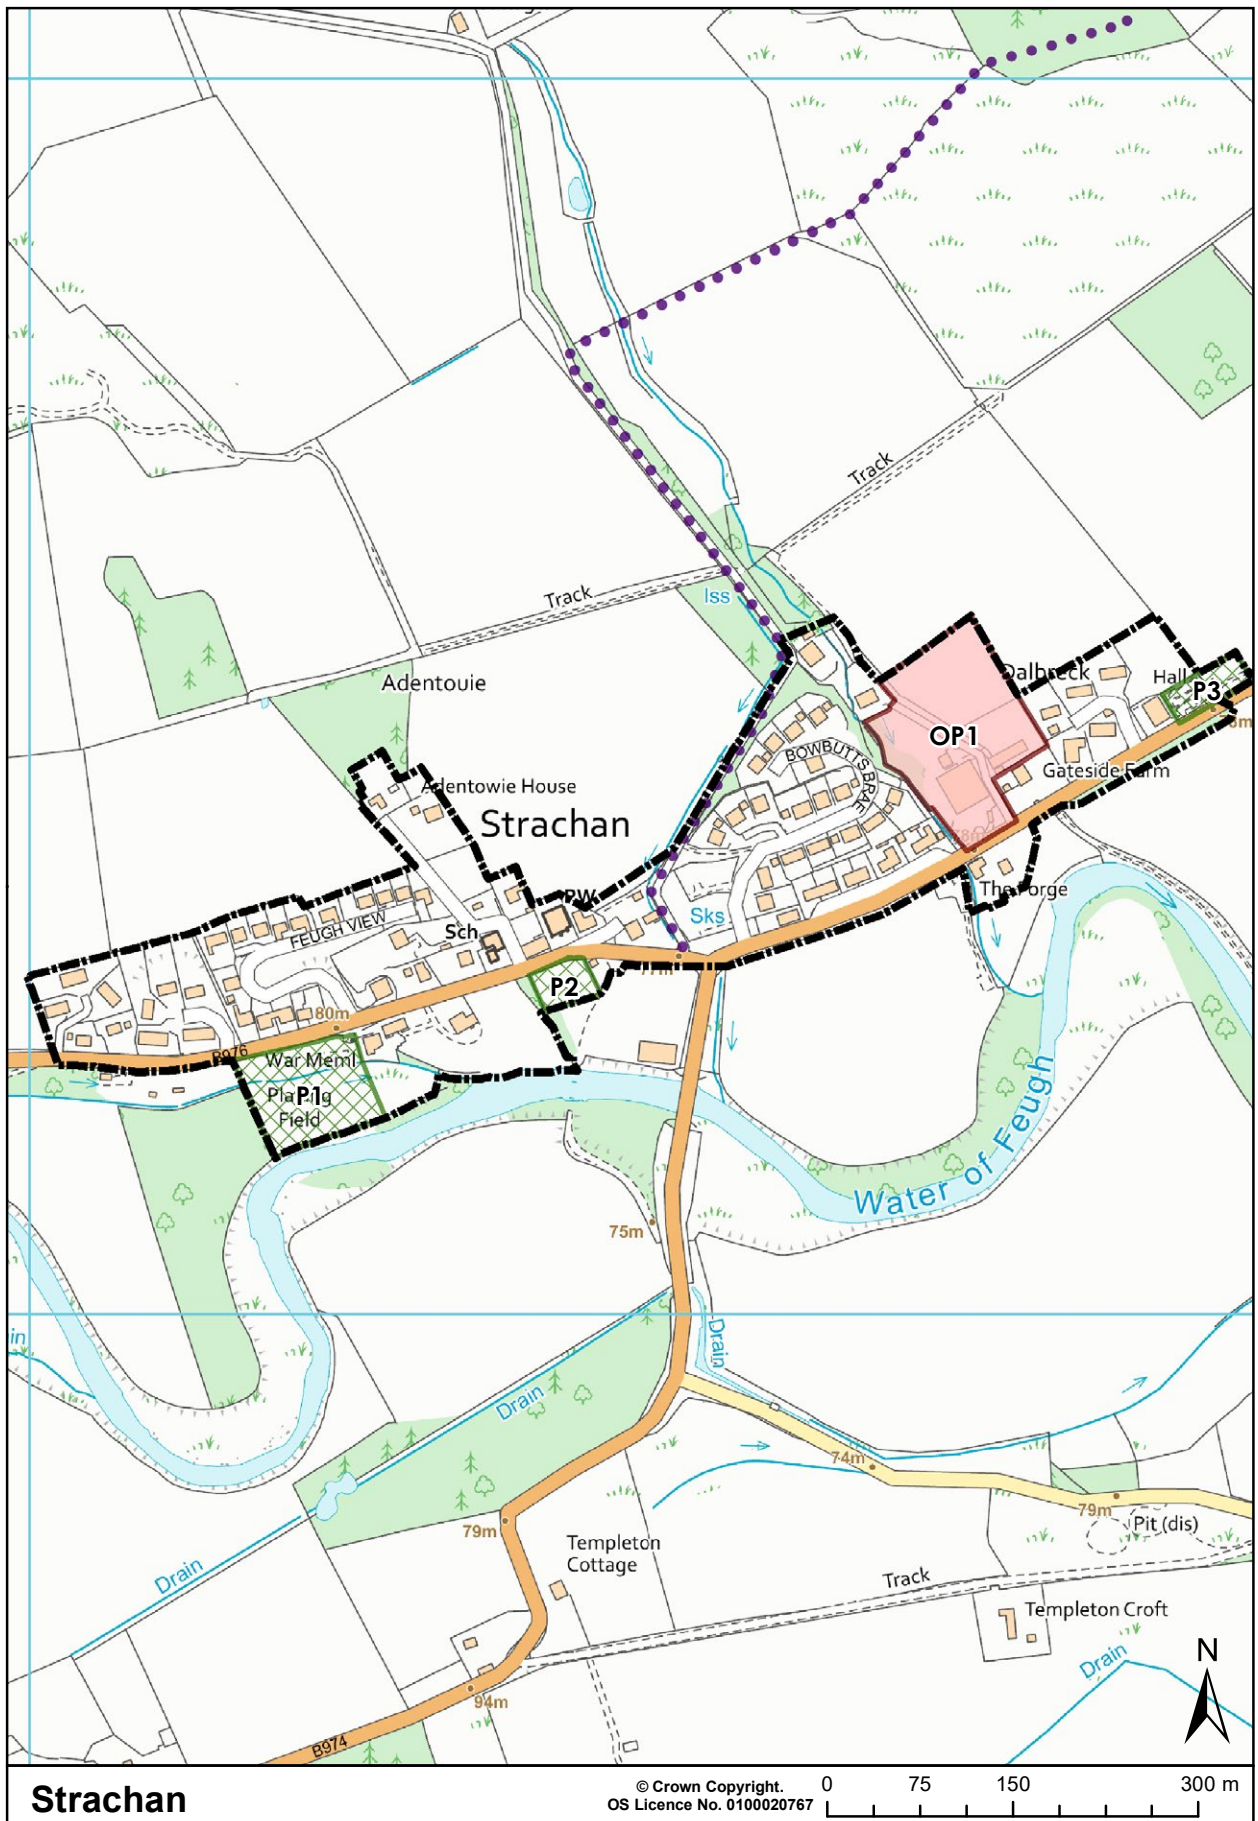 Track
Iss
Track
Adentouie
Dalbreck
Hall
P3
OP1
BOWBUTTS BRAE
Gateside Farm
Adentowie House
Strachan
78m
PW
The Forge
FEUGH VIEW
Sch
Sks
77m
P2
80m
B976
War Meml
Playing
P1
Field
Water of Feugh
75m
Drain
Drain
74m
79m
79m
Pit (dis)
Templeton
Cottage
Drain
Track
Templeton Croft
Drain
N
94m
B974
Strachan
© Crown Copyright.
OS Licence No. 0100020767
0 75 150 300 m